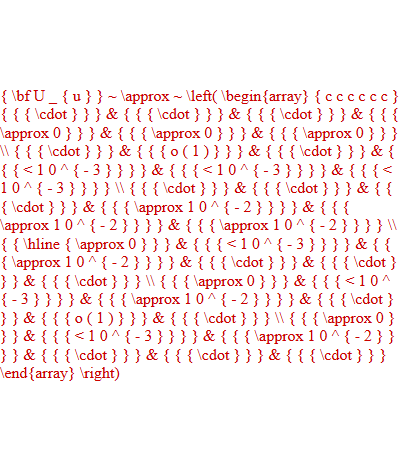 { \bf U _ { u } } ~ \approx ~ \left( \begin{array} { c c c c c c }
{ { { \cdot } } } & { { { \cdot } } } & { { { \cdot } } } & { { {
\approx 0 } } } & { { { \approx 0 } } } & { { { \approx 0 } } }
\\ { { { \cdot } } } & { { { o ( 1 ) } } } & { { { \cdot } } } & {
{ { < 1 0 ^ { - 3 } } } } & { { { < 1 0 ^ { - 3 } } } } & { { { <
1 0 ^ { - 3 } } } } \\ { { { \cdot } } } & { { { \cdot } } } & { {
{ \cdot } } } & { { { \approx 1 0 ^ { - 2 } } } } & { { {
\approx 1 0 ^ { - 2 } } } } & { { { \approx 1 0 ^ { - 2 } } } } \\
{ { \hline { \approx 0 } } } & { { { < 1 0 ^ { - 3 } } } } & { {
{ \approx 1 0 ^ { - 2 } } } } & { { { \cdot } } } & { { { \cdot }
} } & { { { \cdot } } } \\ { { { \approx 0 } } } & { { { < 1 0 ^
{ - 3 } } } } & { { { \approx 1 0 ^ { - 2 } } } } & { { { \cdot }
} } & { { { o ( 1 ) } } } & { { { \cdot } } } \\ { { { \approx 0 }
} } & { { { < 1 0 ^ { - 3 } } } } & { { { \approx 1 0 ^ { - 2 } }
} } & { { { \cdot } } } & { { { \cdot } } } & { { { \cdot } } }
\end{array} \right)